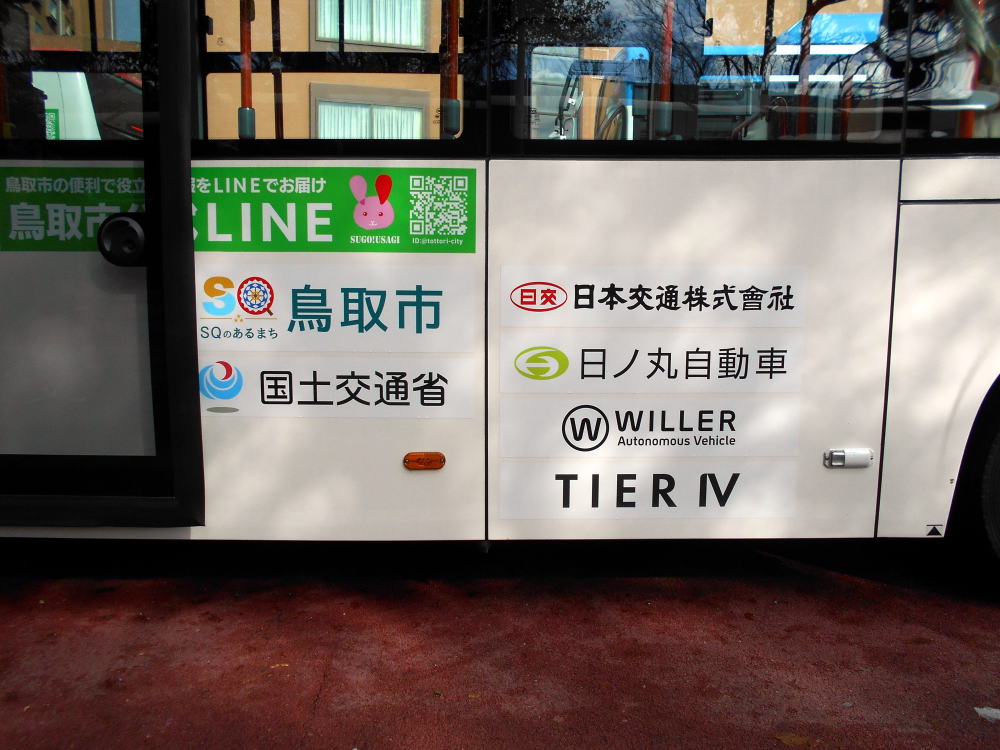 鳥取市の便利で役立 報をLINEでお届け
鳥取市 LINE
SUGO!USAGI
ID:@tottori-city
SQ
SQのあるまち
鳥取市
国土交通省
日交 日本交通株式會社
日ノ丸自動車
W WILLER
Autonomous Vehicle
TIER IV